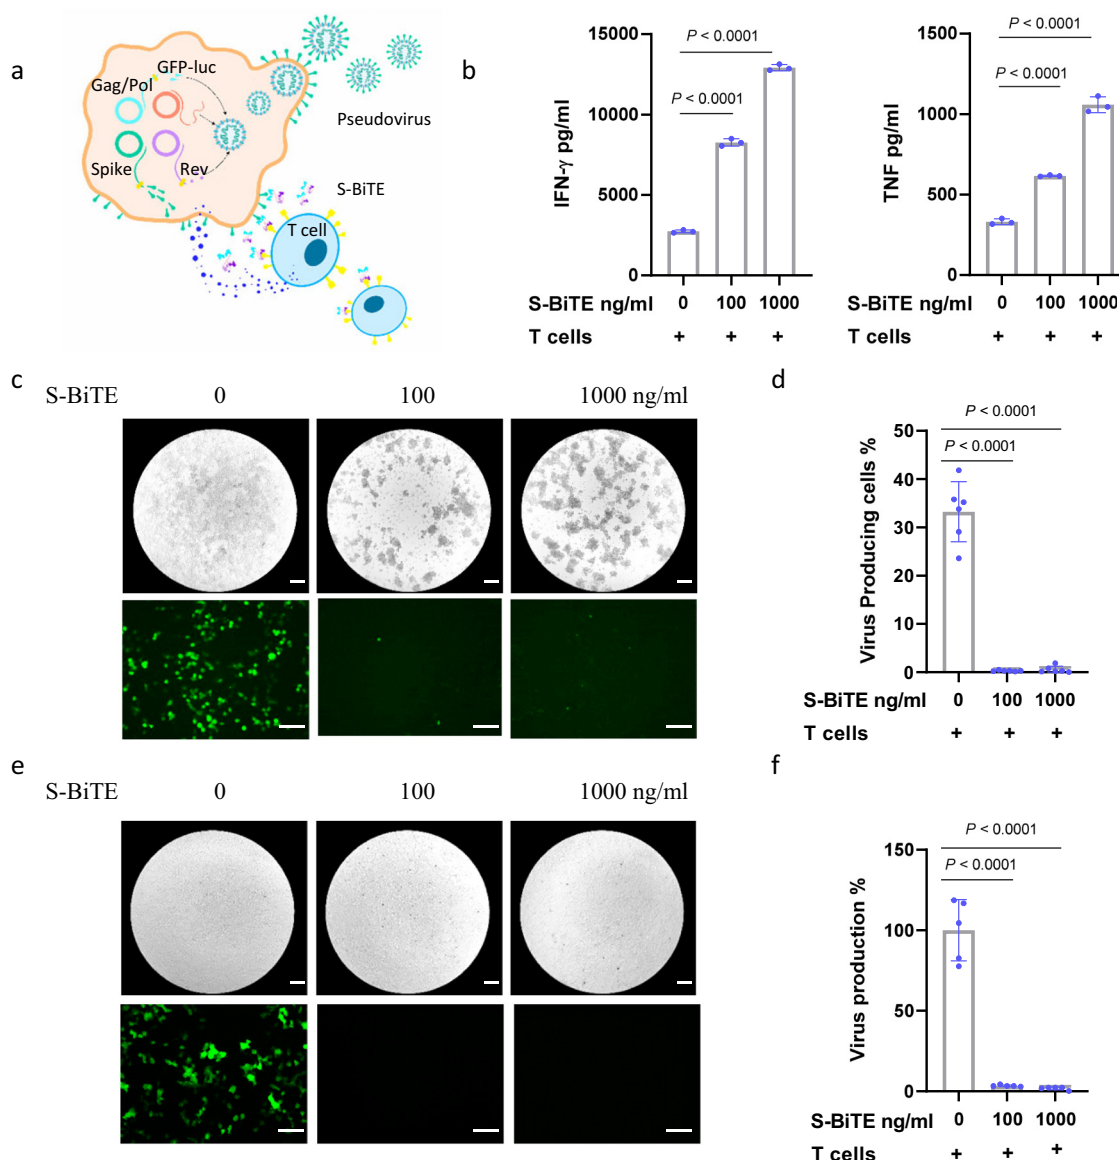 a
GFP-luc
Gag/Pol
Pseudovirus
Spike
Rev
S-BiTE
T cell
b
P < 0.0001
P < 0.0001
15000
10000
5000
0
IFN-γ pg/ml
S-BiTE ng/ml 0 100 1000
T cells + + +
P < 0.0001
P < 0.0001
1500
1000
500
0
TNF pg/ml
0 100 1000
+ + +
c
S-BiTE 0 100 1000 ng/ml
d
P < 0.0001
P < 0.0001
50
40
30
20
10
0
Virus Producing cells %
S-BiTE ng/ml 0 100 1000
T cells + + +
e
S-BiTE 0 100 1000 ng/ml
f
P < 0.0001
P < 0.0001
150
100
50
0
Virus production %
S-BiTE ng/ml 0 100 1000
T cells + + +